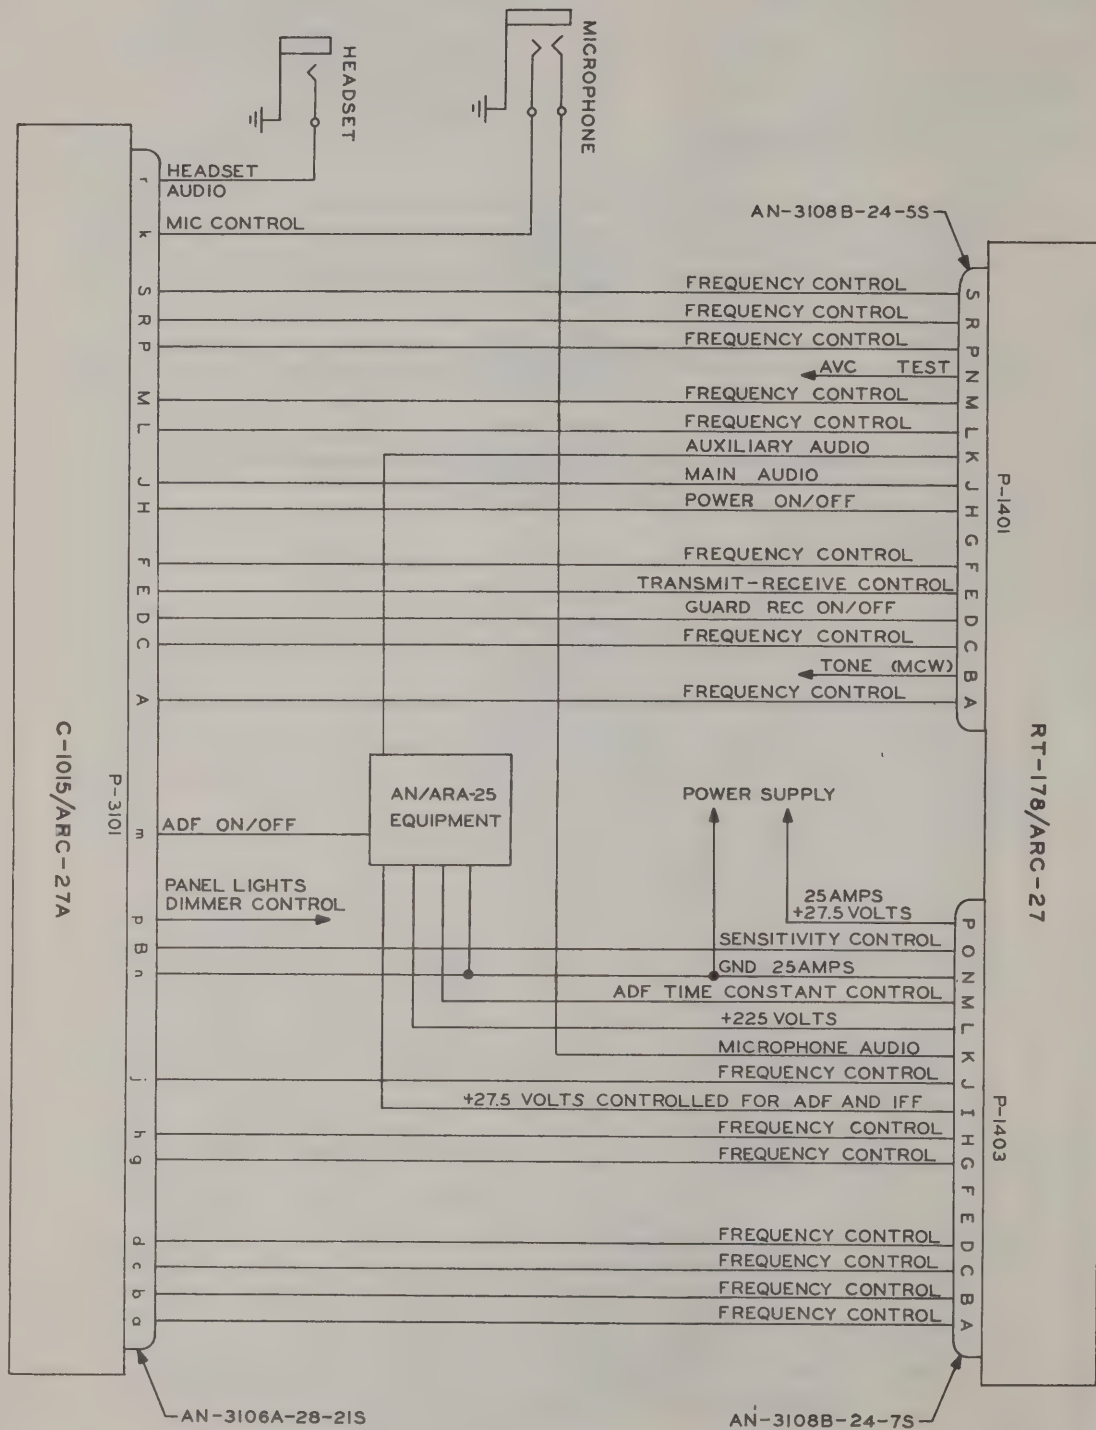 MICROPHONE
HEADSET
HEADSET
AUDIO
MIC CONTROL
AN-3108B-24-5S
FREQUENCY CONTROL
FREQUENCY CONTROL
FREQUENCY CONTROL
AVC TEST
FREQUENCY CONTROL
FREQUENCY CONTROL
AUXILIARY AUDIO
MAIN AUDIO
POWER ON/OFF
FREQUENCY CONTROL
TRANSMIT-RECEIVE CONTROL
GUARD REC ON/OFF
FREQUENCY CONTROL
TONE (MCW)
FREQUENCY CONTROL
S
R
P
N
M
L
K
J
H
G
F
E
D
C
B
A
P-1401
RT-178/ARC-27
r
k
S
R
P
M
L
J
H
F
E
D
C
A
m
p
B
n
j
h
g
d
c
b
a
P-3101
C-1015/ARC-27A
AN/ARA-25
EQUIPMENT
POWER SUPPLY
ADF ON/OFF
PANEL LIGHTS
DIMMER CONTROL
25 AMPS
+27.5 VOLTS
SENSITIVITY CONTROL
GND 25 AMPS
ADF TIME CONSTANT CONTROL
+225 VOLTS
MICROPHONE AUDIO
FREQUENCY CONTROL
+27.5 VOLTS CONTROLLED FOR ADF AND IFF
FREQUENCY CONTROL
FREQUENCY CONTROL
FREQUENCY CONTROL
FREQUENCY CONTROL
FREQUENCY CONTROL
FREQUENCY CONTROL
P
O
N
M
L
K
J
I
H
G
F
E
D
C
B
A
P-1403
AN-3106A-28-21S
AN-3108B-24-7S